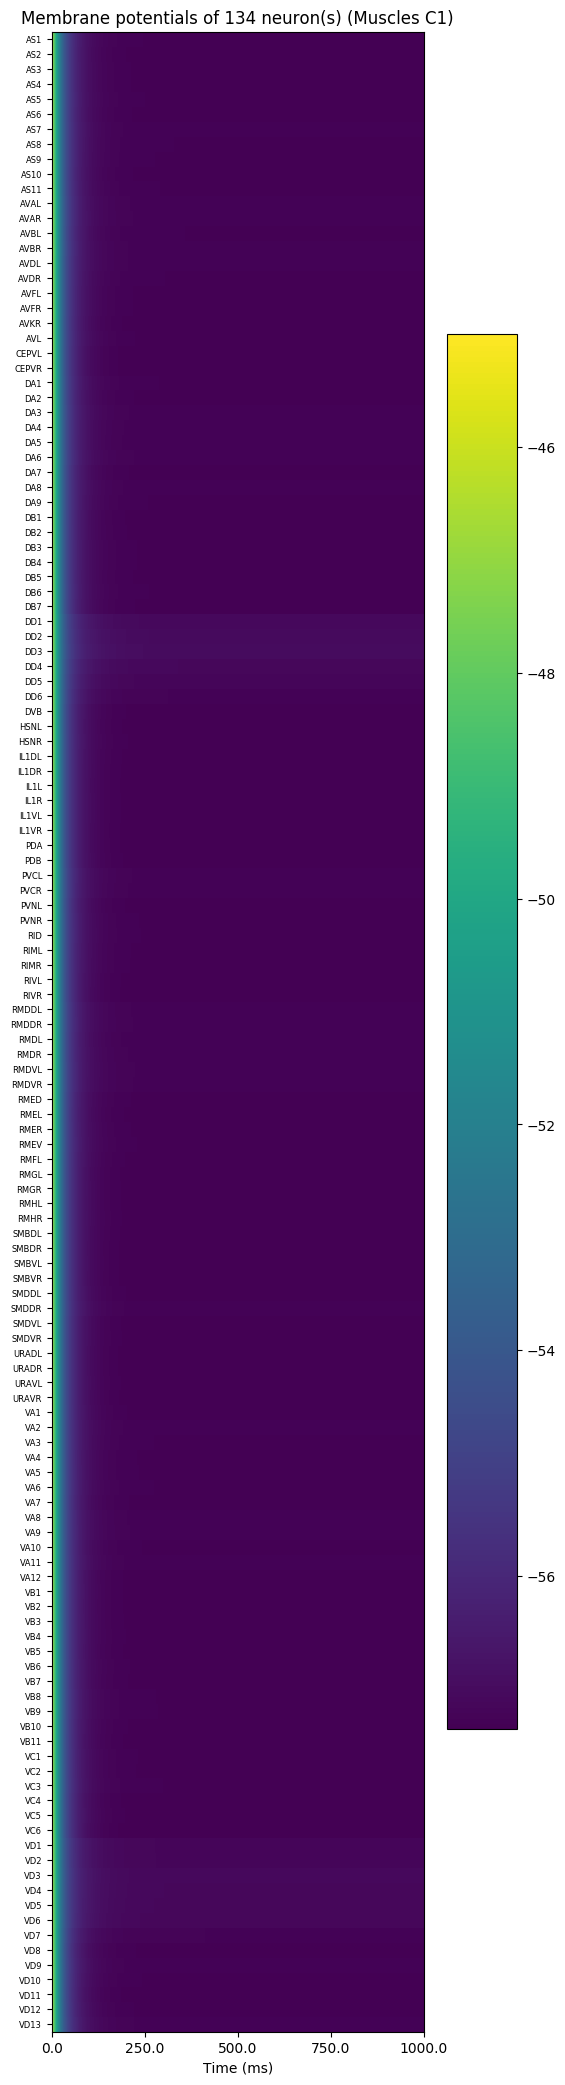 Membrane potentials of 134 neuron(s) (Muscles C1)
AS1
AS2
AS3
AS4
AS5
AS6
AS7
AS8
AS9
AS10
AS11
AVAL
AVAR
AVBL
AVBR
AVDL
AVDR
AVFL
AVFR
AVKR
AVL
CEPVL
CEPVR
DA1
DA2
DA3
DA4
DA5
DA6
DA7
DA8
DA9
DB1
DB2
DB3
DB4
DB5
DB6
DB7
DD1
DD2
DD3
DD4
DD5
DD6
DVB
HSNL
HSNR
IL1DL
IL1DR
IL1L
IL1R
IL1VL
IL1VR
PDA
PDB
PVCL
PVCR
PVNL
PVNR
RID
RIML
RIMR
RIVL
RIVR
RMDDL
RMDDR
RMDL
RMDR
RMDVL
RMDVR
RMED
RMEL
RMER
RMEV
RMFL
RMGL
RMGR
RMHL
RMHR
SMBDL
SMBDR
SMBVL
SMBVR
SMDDL
SMDDR
SMDVL
SMDVR
URADL
URADR
URAVL
URAVR
VA1
VA2
VA3
VA4
VA5
VA6
VA7
VA8
VA9
VA10
VA11
VA12
VB1
VB2
VB3
VB4
VB5
VB6
VB7
VB8
VB9
VB10
VB11
VC1
VC2
VC3
VC4
VC5
VC6
VD1
VD2
VD3
VD4
VD5
VD6
VD7
VD8
VD9
VD10
VD11
VD12
VD13
0.0 250.0 500.0 750.0 1000.0
Time (ms)
−46
−48
−50
−52
−54
−56